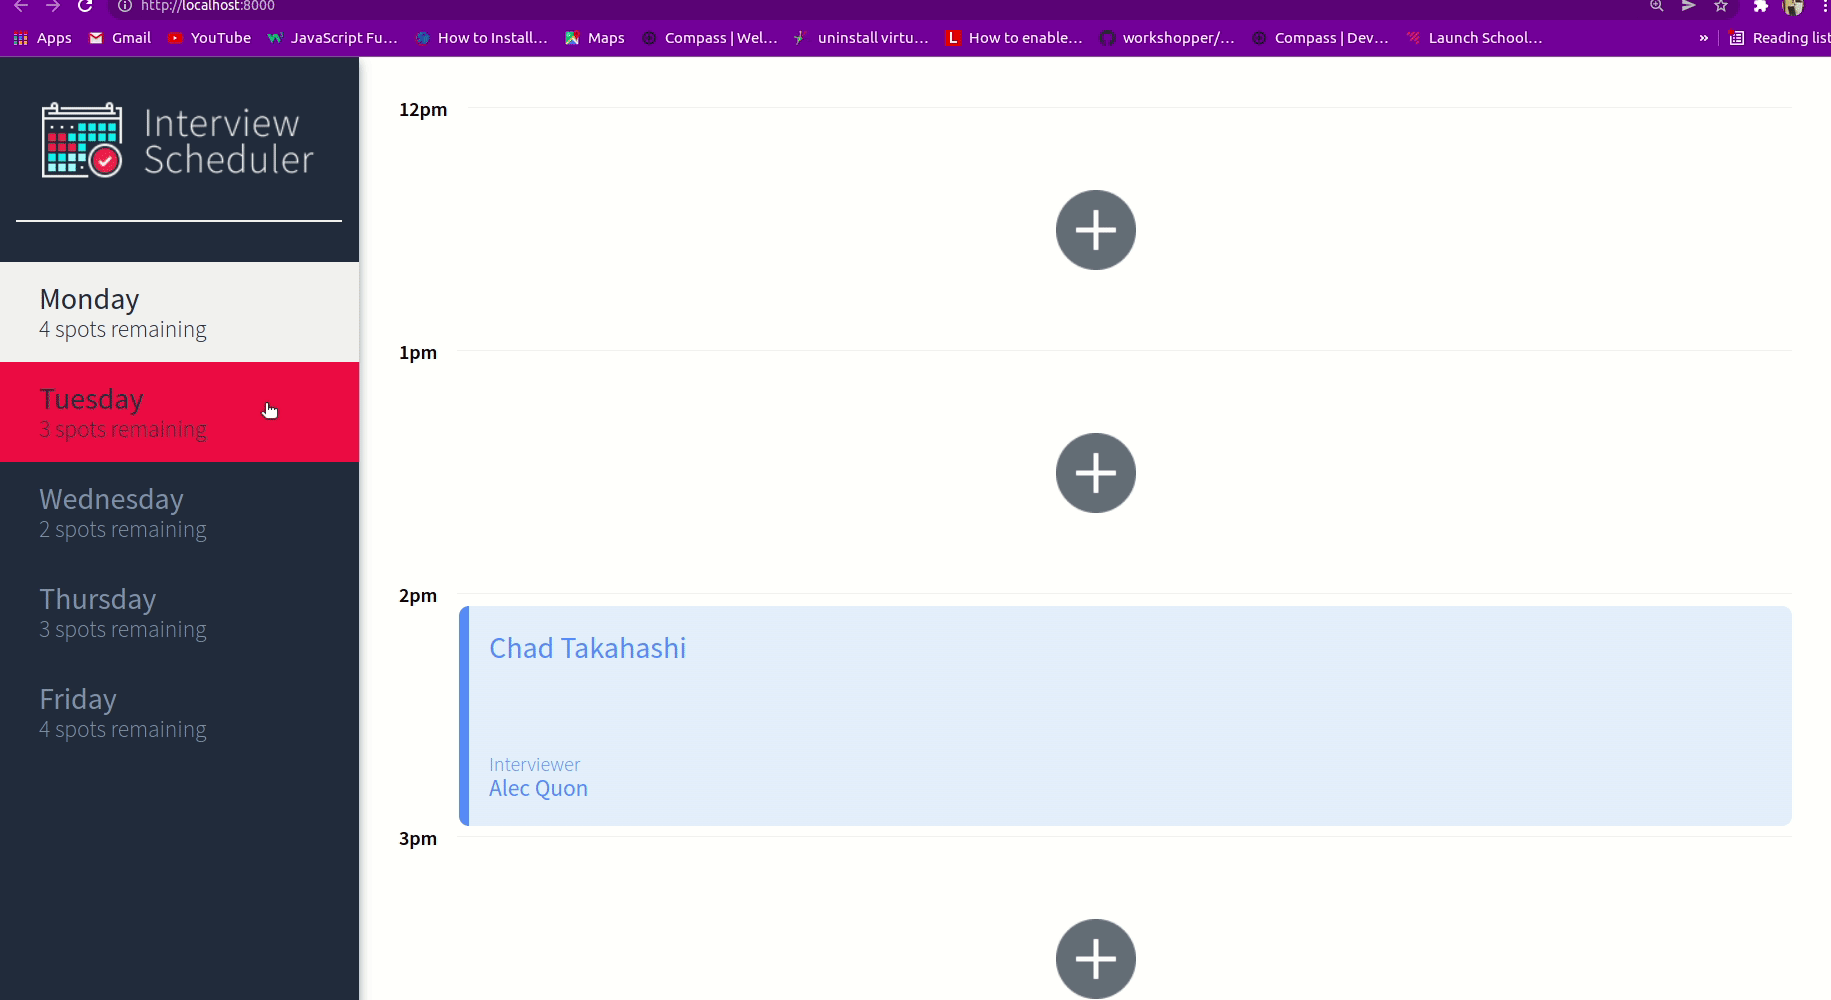 http://localhost:8000
Apps Gmail YouTube JavaScript Fu... How to Install... Maps Compass | Wel... uninstall virtu... L How to enable... workshopper/... Compass | Dev... Launch School... » Reading list
Interview
Scheduler
Monday
4 spots remaining
Tuesday
3 spots remaining
Wednesday
2 spots remaining
Thursday
3 spots remaining
Friday
4 spots remaining
12pm
1pm
2pm
Chad Takahashi
Interviewer
Alec Quon
3pm